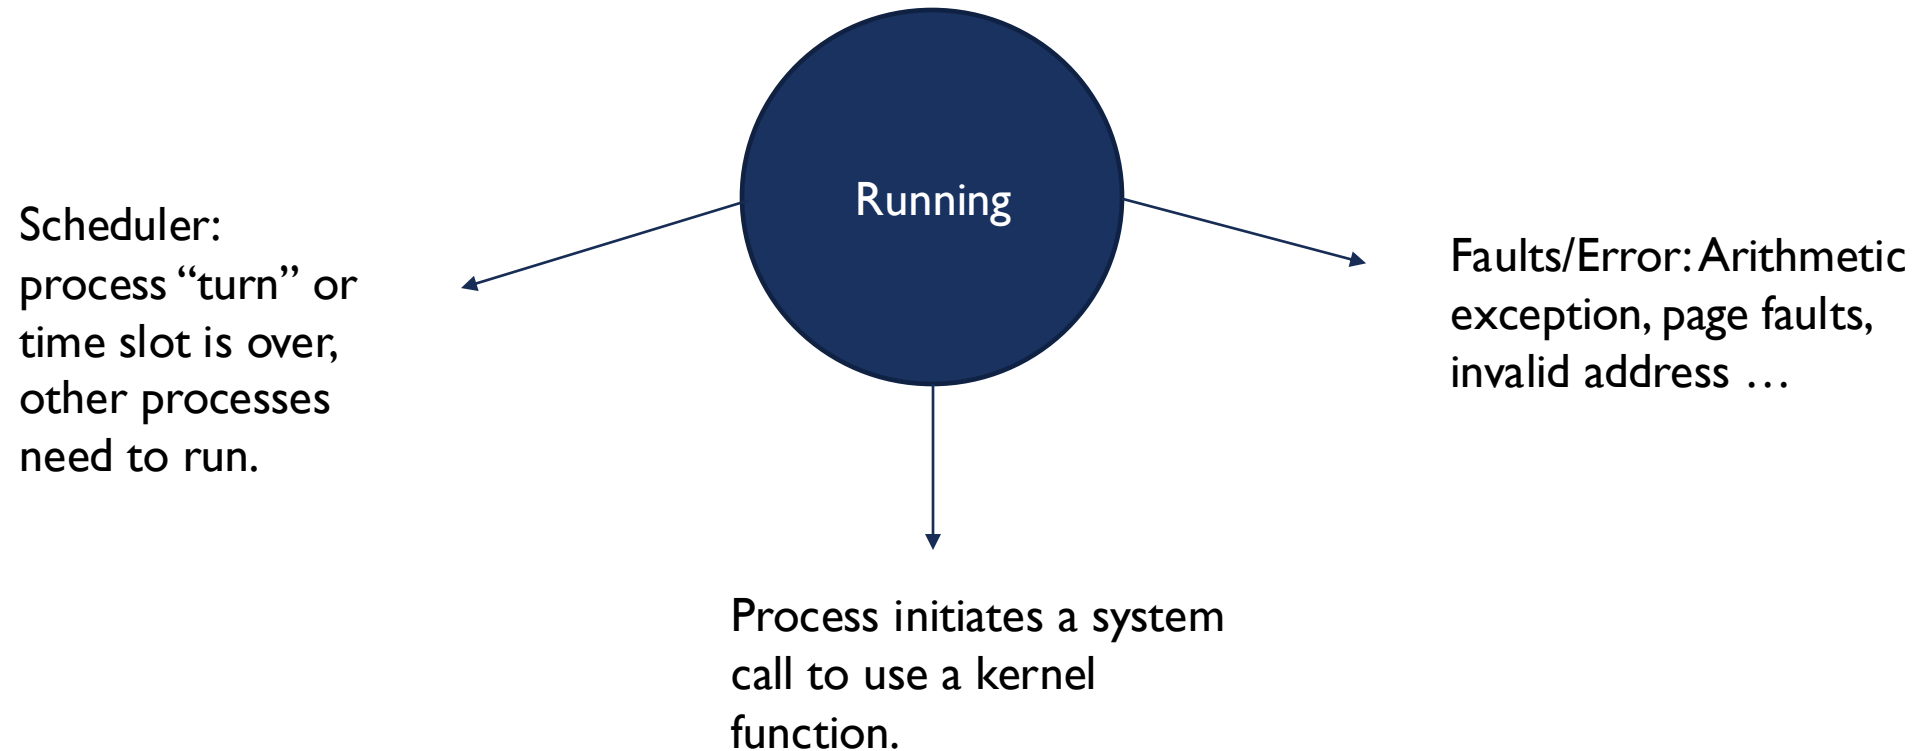 Running
Scheduler:
process “turn” or
time slot is over,
other processes
need to run.
Faults/Error: Arithmetic
exception, page faults,
invalid address …
Process initiates a system
call to use a kernel
function.